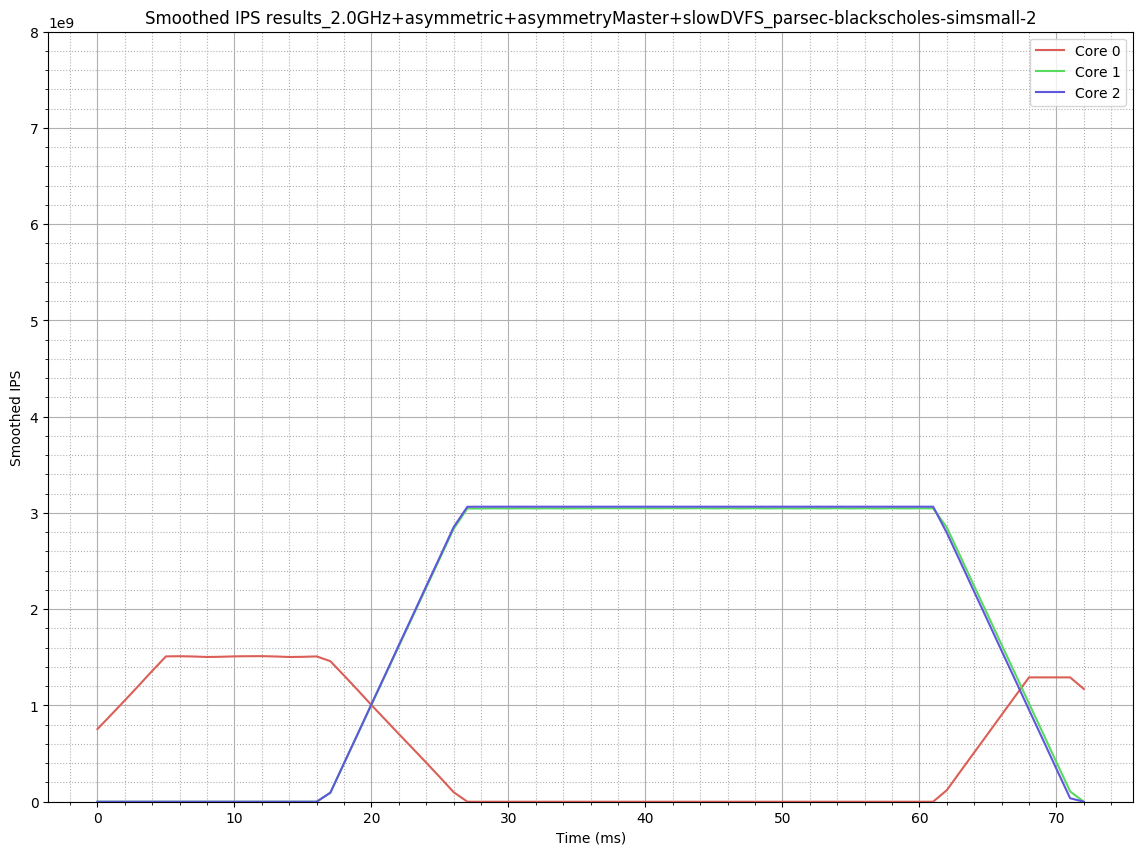 Smoothed IPS results_2.0GHz+asymmetric+asymmetryMaster+slowDVFS_parsec-blackscholes-simsmall-2
1e9
8
7
6
5
4
3
2
1
0
Smoothed IPS
Core 0
Core 1
Core 2
0 10 20 30 40 50 60 70
Time (ms)